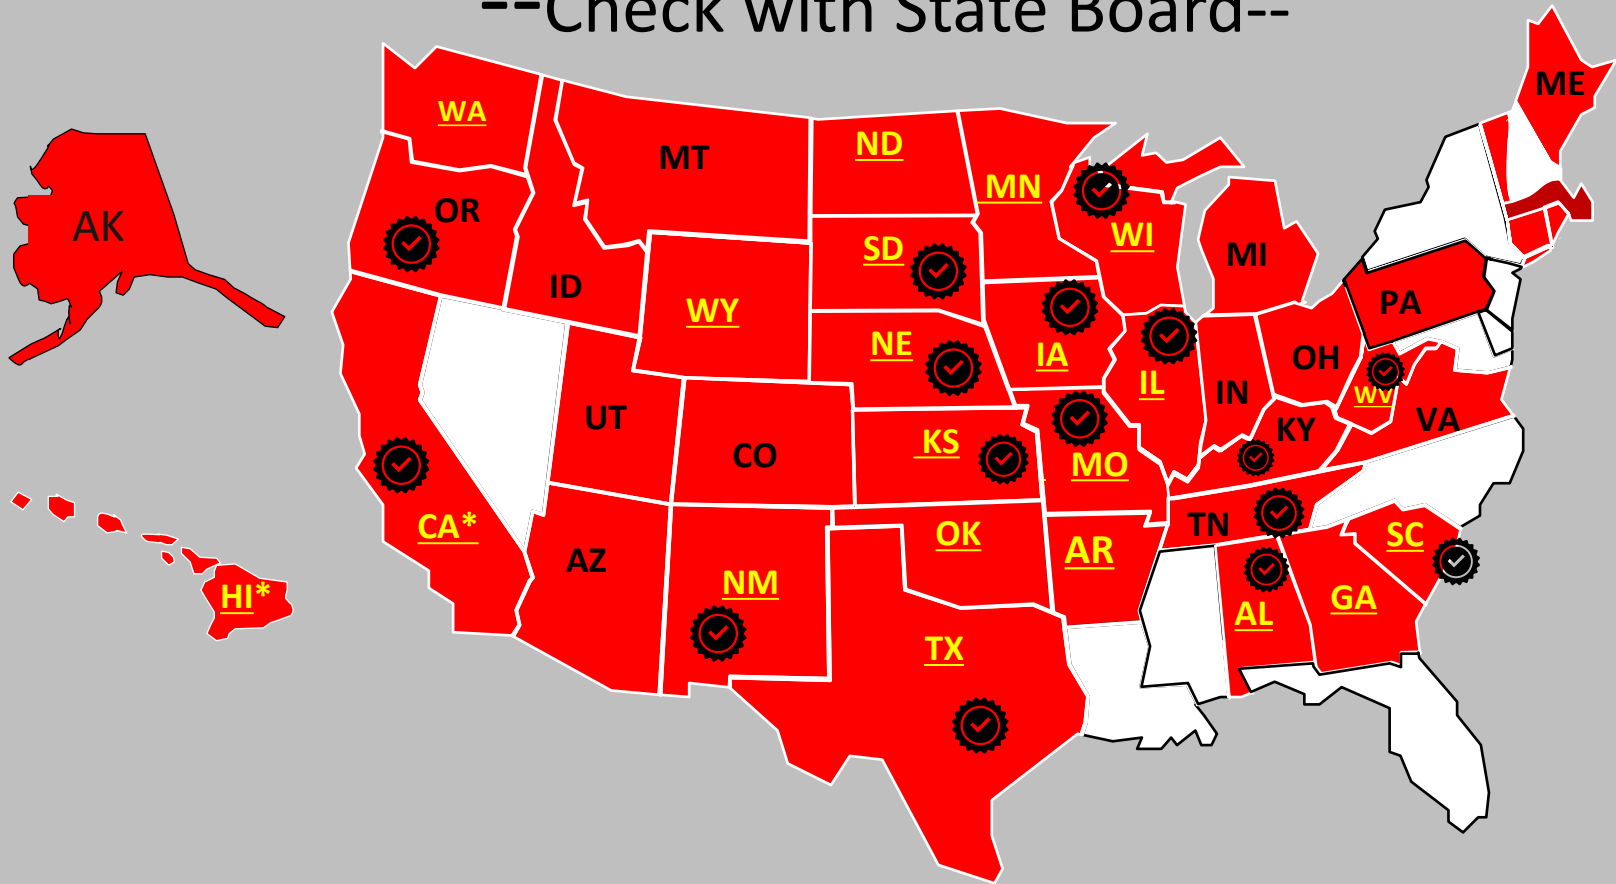 --Check with State Board--
ME
WA
ND
MT
MN
AK
OR
WI
SD
MI
ID
PA
WY
NE
IA
OH
IL
IN
WV
UT
VA
KY
KS
CO
MO
TN
CA*
OK
SC
AR
AZ
NM
HI*
GA
AL
TX